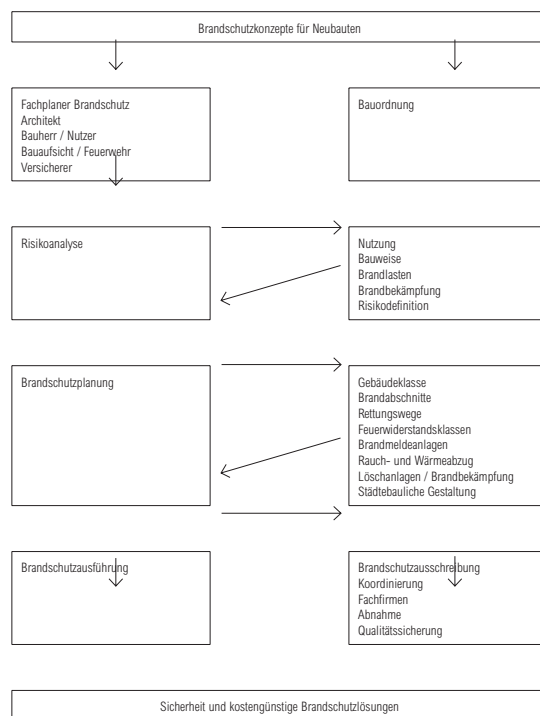 Brandschutzkonzepte für Neubauten
Fachplaner Brandschutz
Architekt
Bauherr / Nutzer
Bauaufsicht / Feuerwehr
Versicherer
Bauordnung
Risikoanalyse
Nutzung
Bauweise
Brandlasten
Brandbekämpfung
Risikodefinition
Brandschutzplanung
Gebäudeklasse
Brandabschnitte
Rettungswege
Feuerwiderstandsklassen
Brandmeldeanlagen
Rauch- und Wärmeabzug
Löschanlagen / Brandbekämpfung
Städtebauliche Gestaltung
Brandschutzausführung
Brandschutzausschreibung
Koordinierung
Fachfirmen
Abnahme
Qualitätssicherung
Sicherheit und kostengünstige Brandschutzlösungen